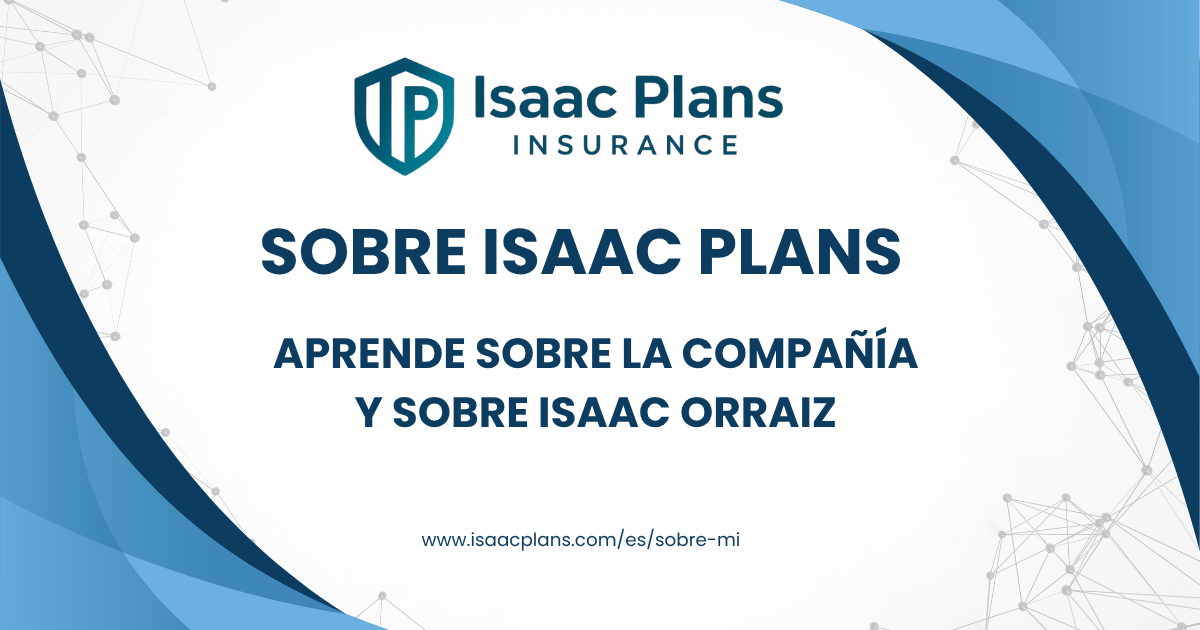 IP
Isaac Plans
INSURANCE
SOBRE ISAAC PLANS
APRENDE SOBRE LA COMPAÑÍA
Y SOBRE ISAAC ORRAIZ
www.isaacplans.com/es/sobre-mi